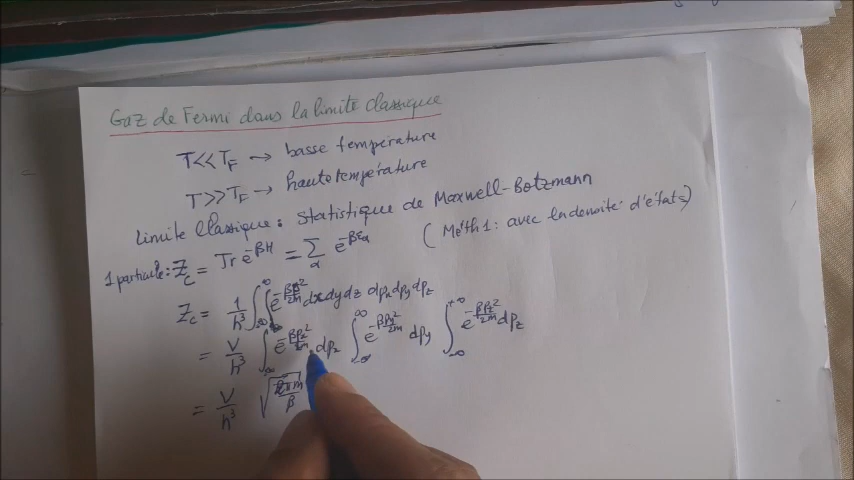 Gaz de Fermi dans la limite classique
T<<T_F → basse température
T>>T_F → haute température
Limite Classique : Statistique de Maxwell-Botzmann
1 particule : Z_c = Tr e^{-βH} = Σ_α e^{-βε_α} (Méth 1 : avec la densité d'états)
Z_c = 1/h³ ∫∫ e^{-βp²/2m} dx dy dz dp_x dp_y dp_z
= V/h³ ∫_{-∞}^{∞} e^{-βp_x²/2m} dp_x ∫_{-∞}^{∞} e^{-βp_y²/2m} dp_y ∫_{-∞}^{+∞} e^{-βp_z²/2m} dp_z
= V/h³ √(2πm/β)